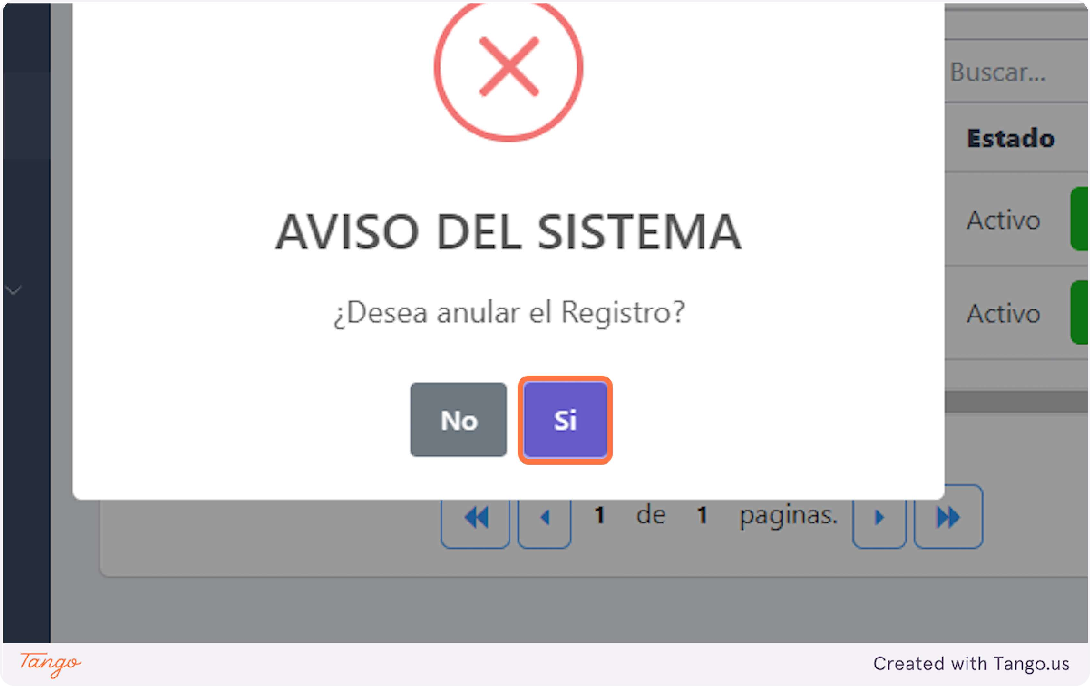 Buscar...
Estado
AVISO DEL SISTEMA
Activo
¿Desea anular el Registro?
Activo
No
Si
1 de 1 paginas.
Tango
Created with Tango.us